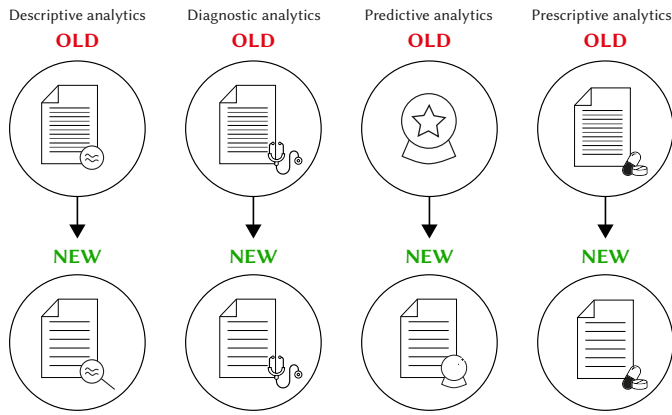 Descriptive analytics
Diagnostic analytics
Predictive analytics
Prescriptive analytics
OLD
OLD
OLD
OLD
NEW
NEW
NEW
NEW